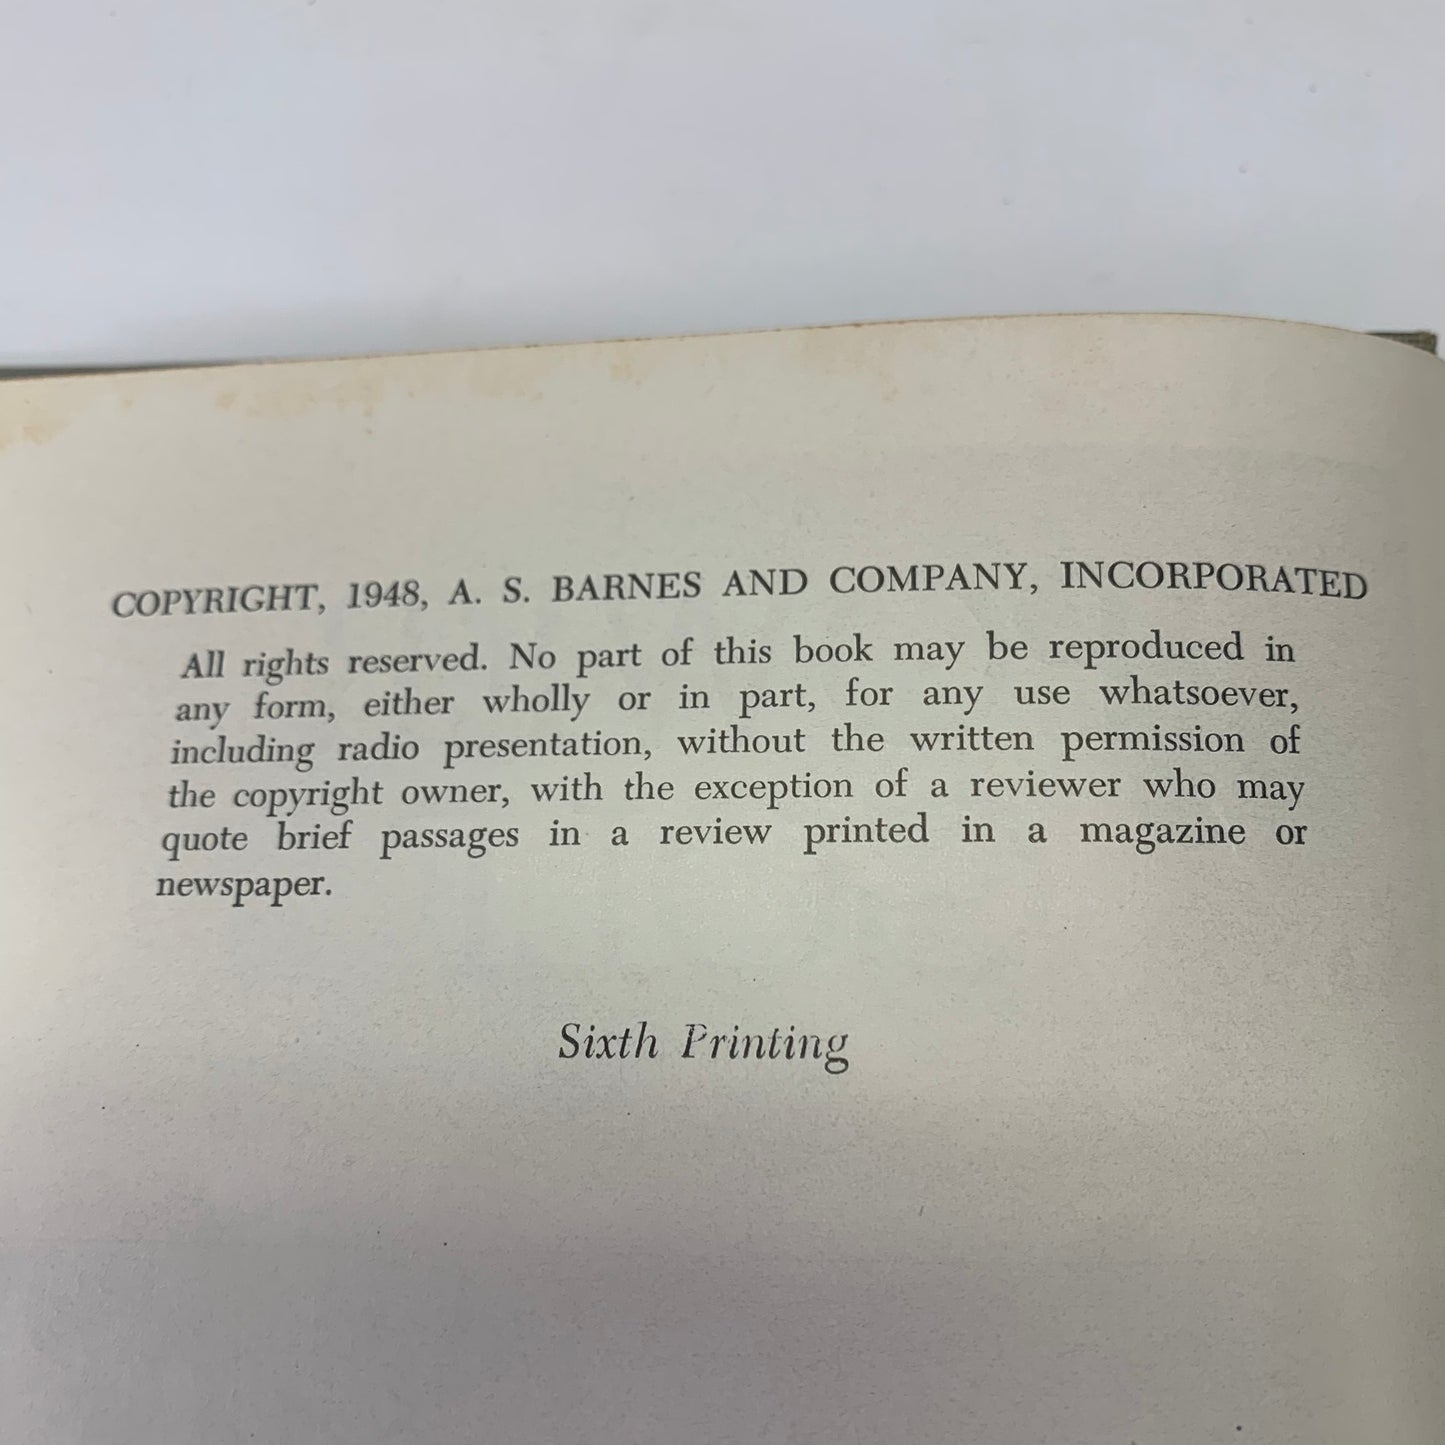 COPYRIGHT, 1948, A. S. BARNES AND COMPANY, INCORPORATED
All rights reserved. No part of this book may be reproduced in
any form, either wholly or in part, for any use whatsoever,
including radio presentation, without the written permission of
the copyright owner, with the exception of a reviewer who may
quote brief passages in a review printed in a magazine or
newspaper.
Sixth Printing